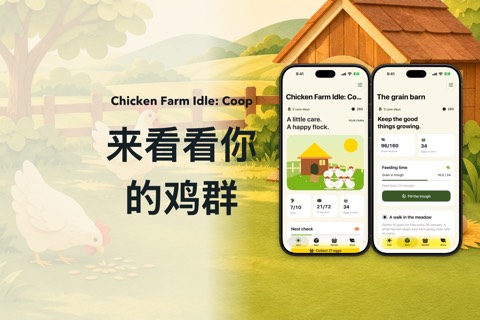 Chicken Farm Idle: Coop
来看看你
的鸡群
9:41
Chicken Farm Idle: Co...
A little care.
A happy flock.
7/10
21/72
34
Nest check
Collect 21 eggs
9:41
The grain barn
Keep the good
things growing.
96/160
34
Feeding time
Fill the trough
A walk in the meadow